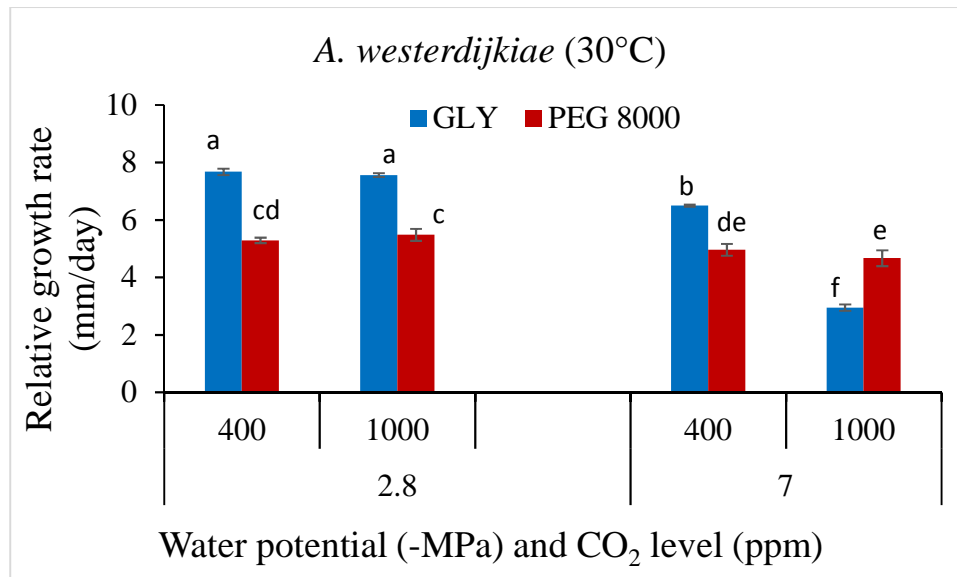 A. westerdijkiae (30°C)
GLY PEG 8000
Relative growth rate
(mm/day)
10
8
6
4
2
0
a
cd
a
c
b
de
f
e
400 1000 400 1000
2.8 7
Water potential (-MPa) and CO₂ level (ppm)